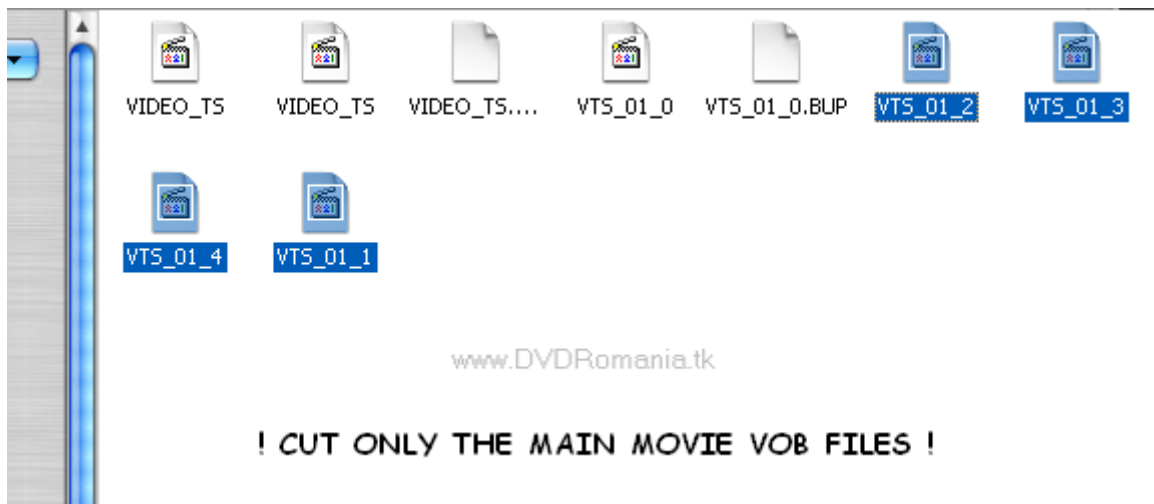 VIDEO_TS VIDEO_TS VIDEO_TS.... VTS_01_0 VTS_01_0.BUP VTS_01_2 VTS_01_3
VTS_01_4 VTS_01_1
www.DVDRomania.tk
! CUT ONLY THE MAIN MOVIE VOB FILES !